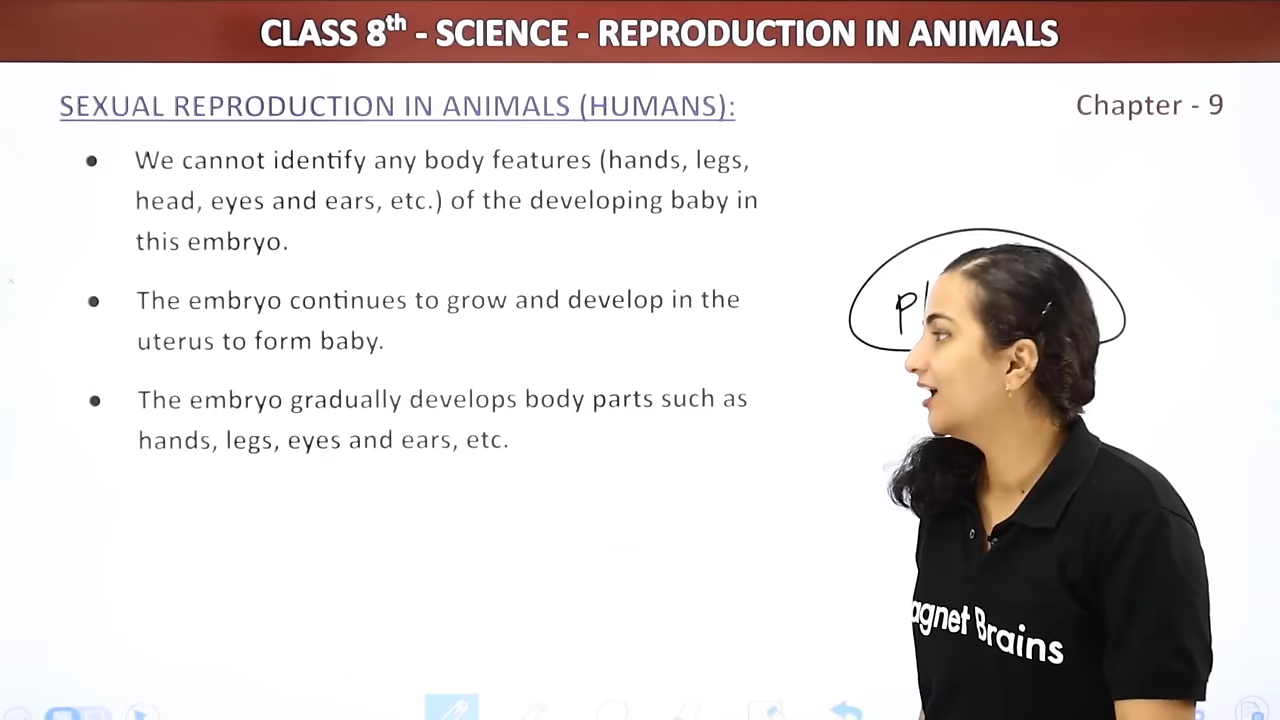 CLASS 8th - SCIENCE - REPRODUCTION IN ANIMALS
SEXUAL REPRODUCTION IN ANIMALS (HUMANS):
Chapter - 9
• We cannot identify any body features (hands, legs,
head, eyes and ears, etc.) of the developing baby in
this embryo.
• The embryo continues to grow and develop in the
uterus to form baby.
• The embryo gradually develops body parts such as
hands, legs, eyes and ears, etc.
agnet Brains